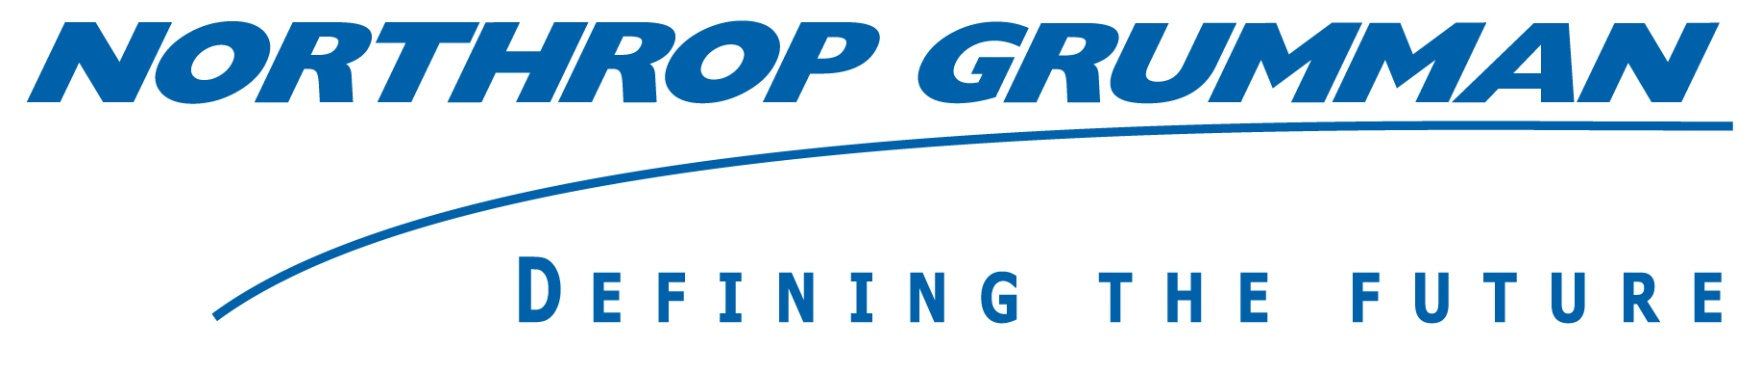 NORTHROP GRUMMAN
DEFINING THE FUTURE